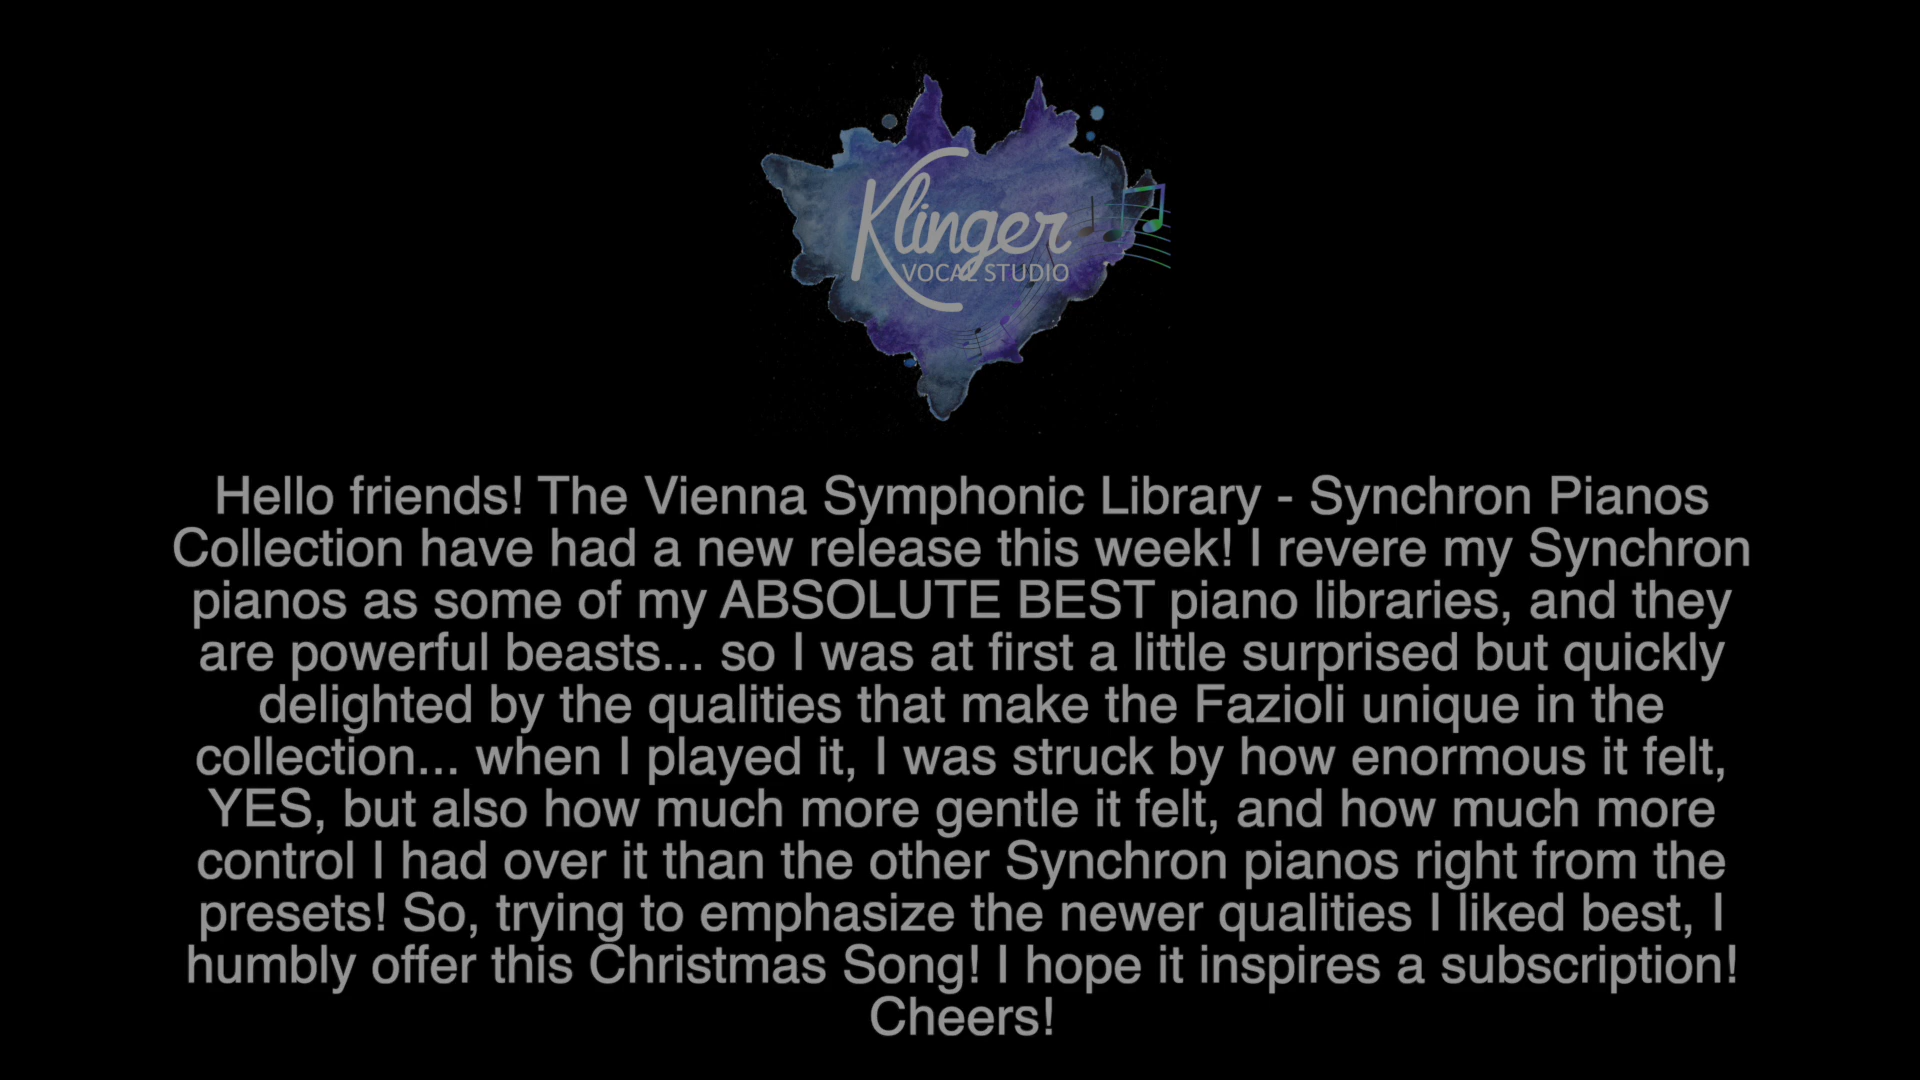 Klinger
VOCAL STUDIO
Hello friends! The Vienna Symphonic Library - Synchron Pianos
Collection have had a new release this week! I revere my Synchron
pianos as some of my ABSOLUTE BEST piano libraries, and they
are powerful beasts... so I was at first a little surprised but quickly
delighted by the qualities that make the Fazioli unique in the
collection... when I played it, I was struck by how enormous it felt,
YES, but also how much more gentle it felt, and how much more
control I had over it than the other Synchron pianos right from the
presets! So, trying to emphasize the newer qualities I liked best, I
humbly offer this Christmas Song! I hope it inspires a subscription!
Cheers!